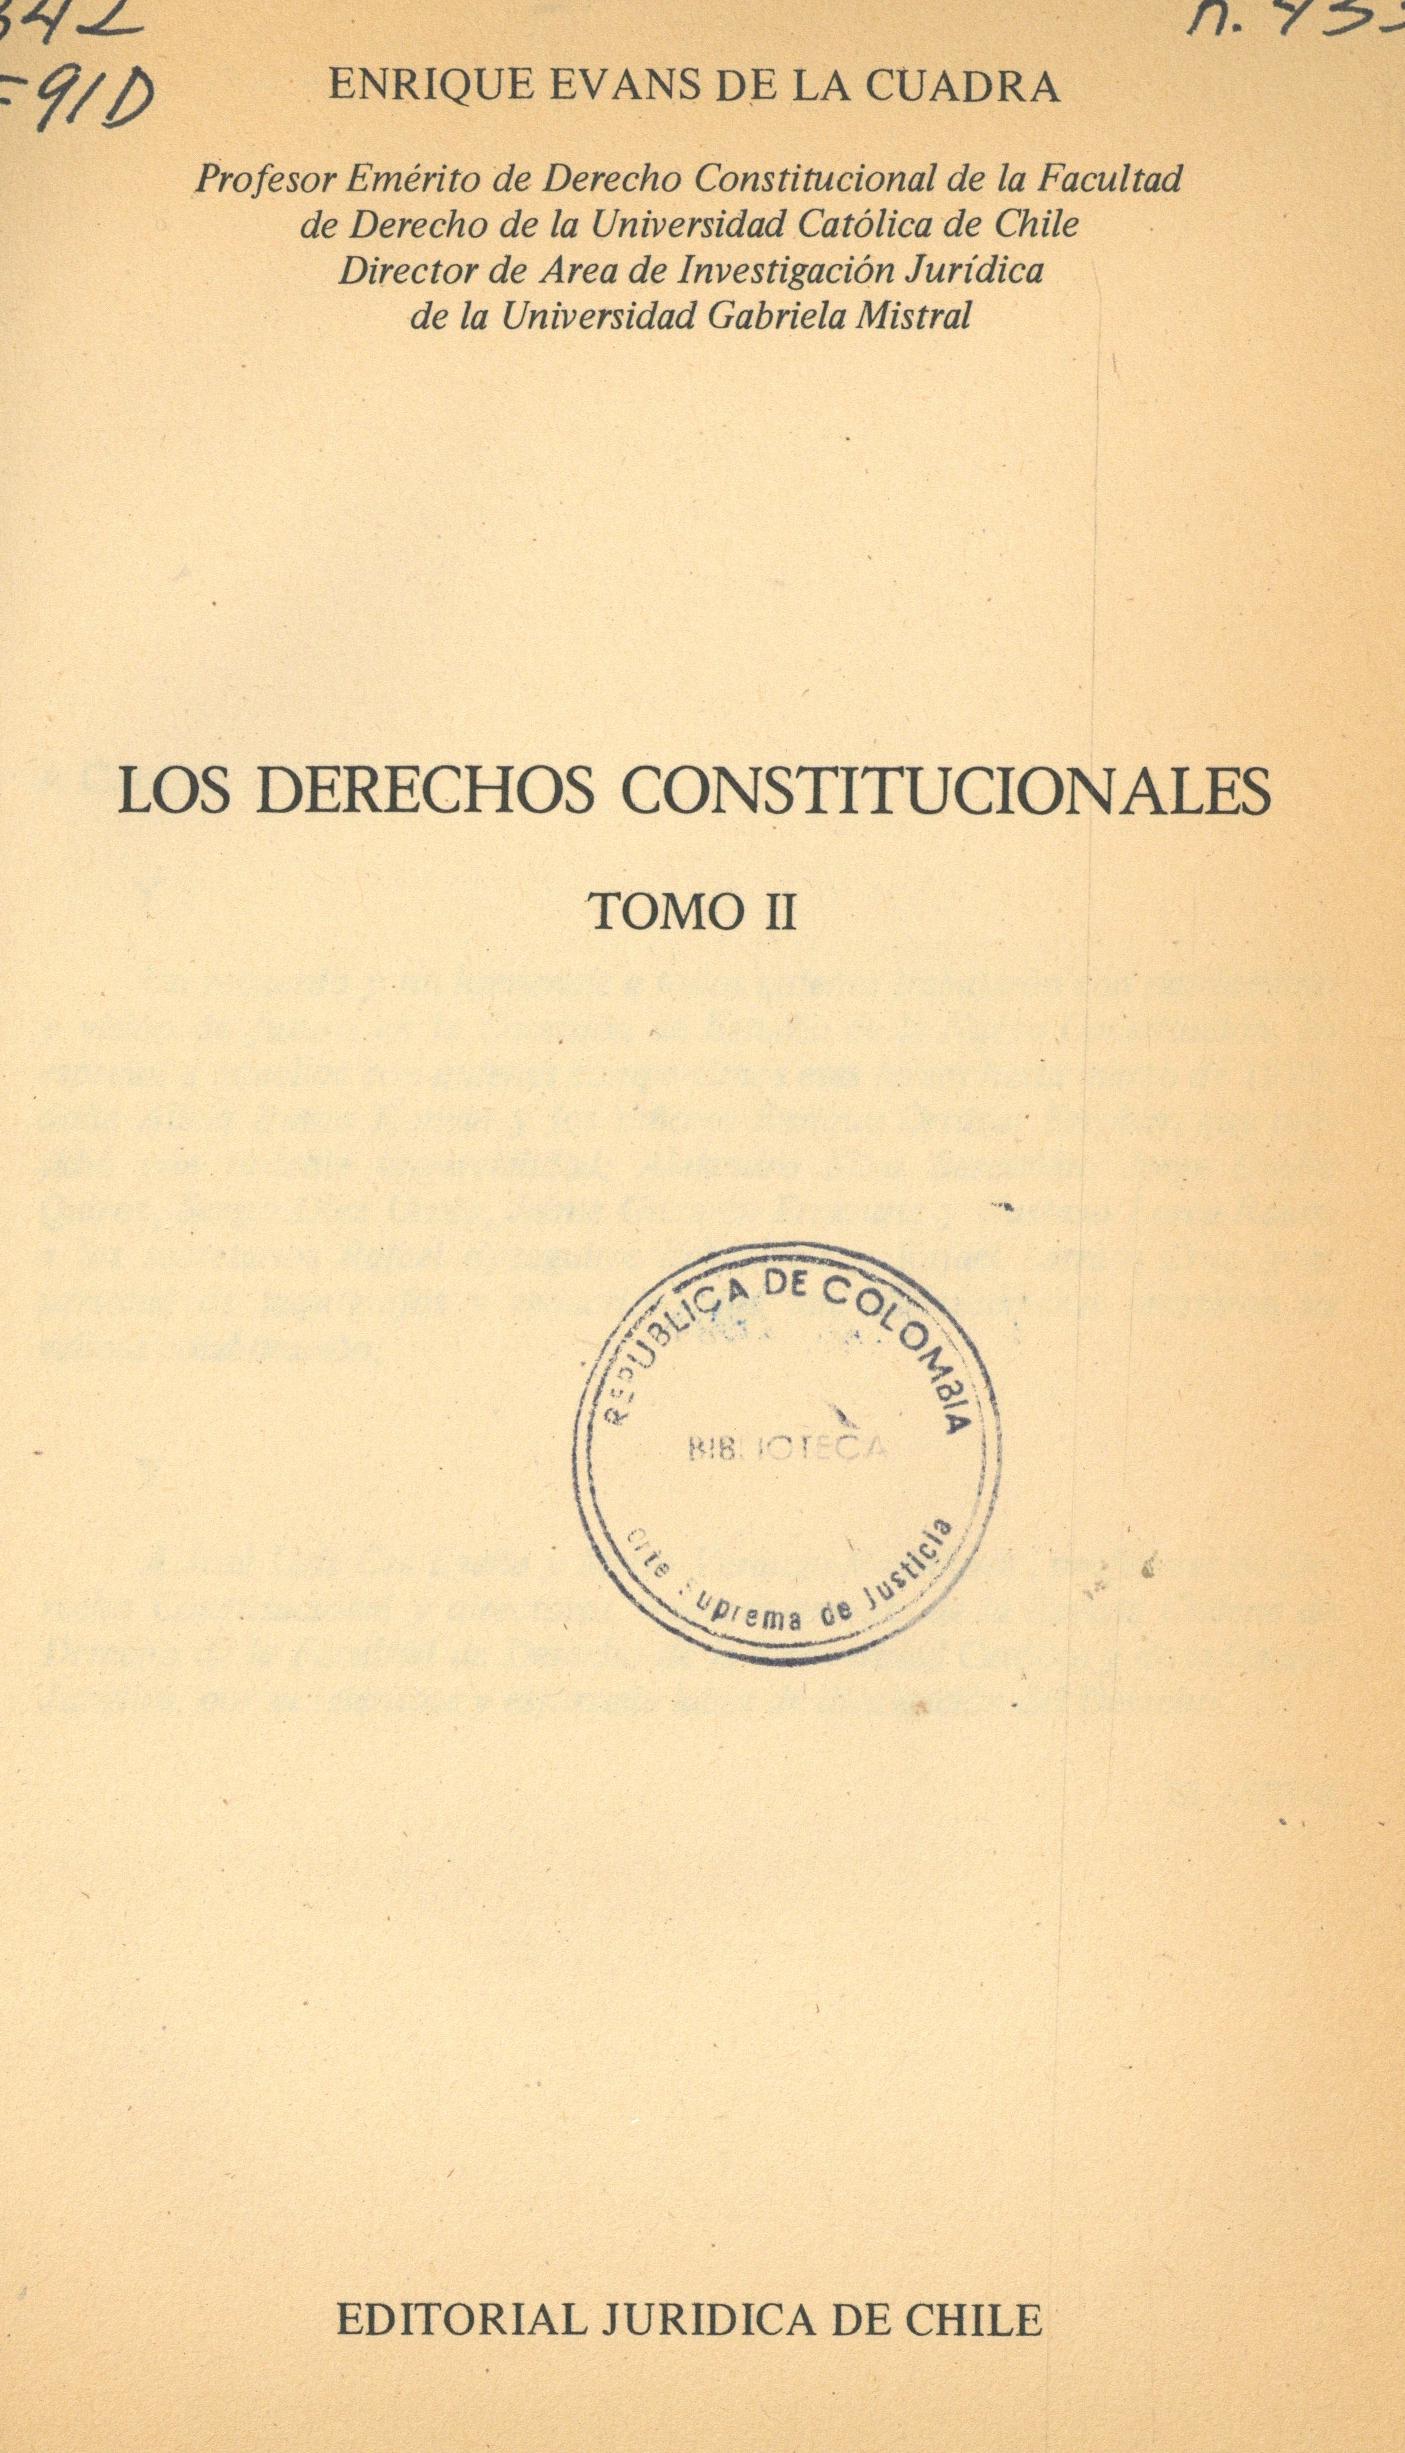 ENRIQUE EVANS DE LA CUADRA
Profesor Emérito de Derecho Constitucional de la Facultad
de Derecho de la Universidad Católica de Chile
Director de Area de Investigación Jurídica
de la Universidad Gabriela Mistral
LOS DERECHOS CONSTITUCIONALES
TOMO II
REPUBLICA DE COLOMBIA
BIBLIOTECA
orte Suprema de Justicia
EDITORIAL JURIDICA DE CHILE